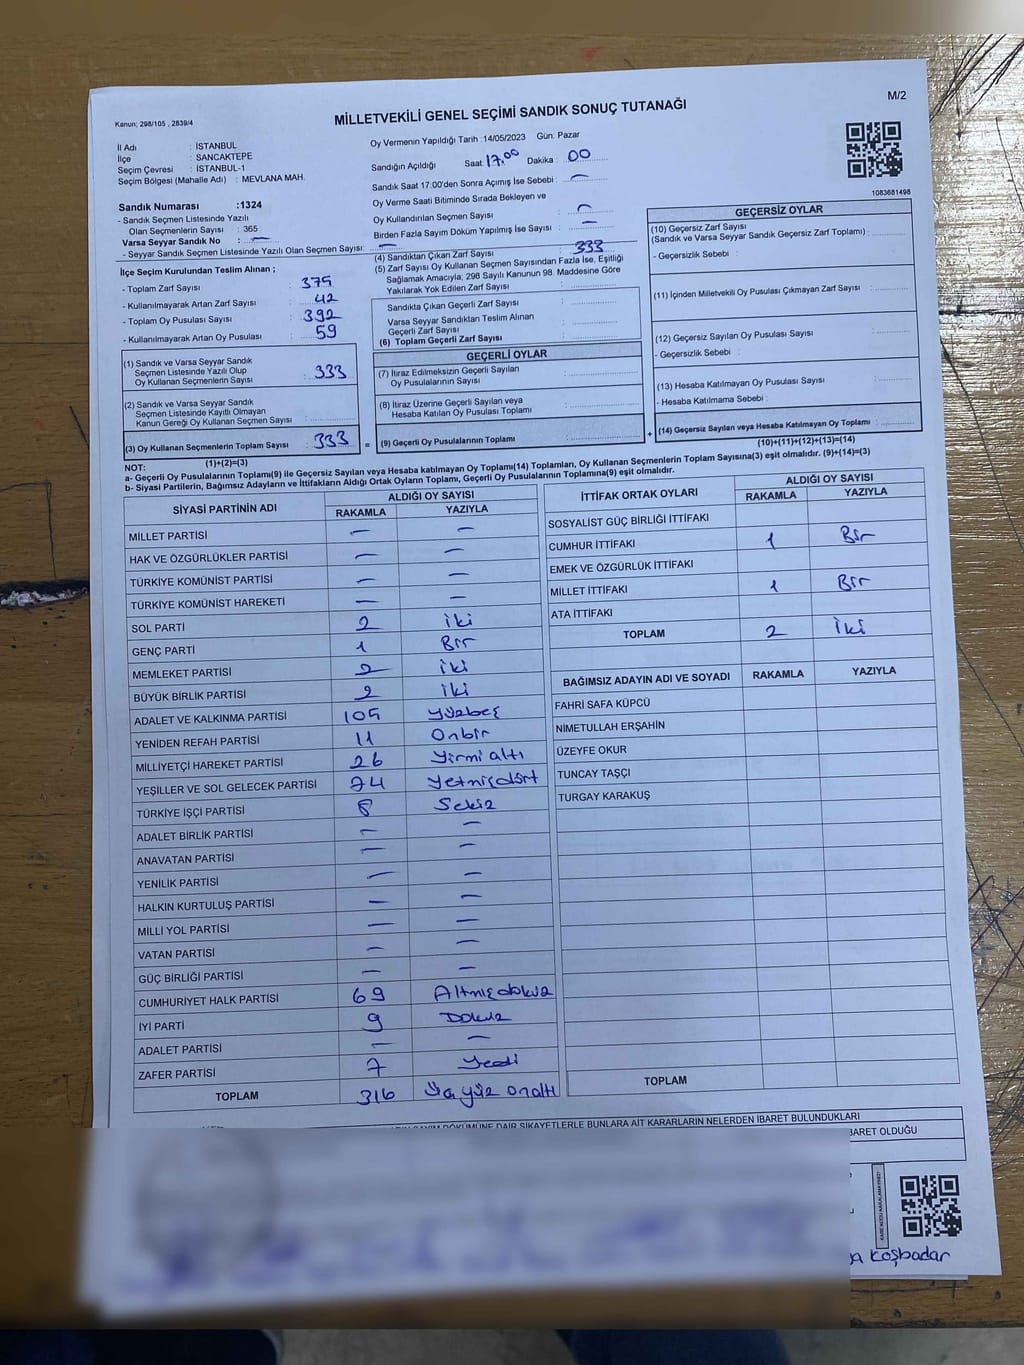 M/2
MİLLETVEKİLİ GENEL SEÇİMİ SANDIK SONUÇ TUTANAĞI
Kanun; 298/105 , 2839/4
İl Adı : İSTANBUL
İlçe : SANCAKTEPE
Seçim Çevresi : İSTANBUL-1
Seçim Bölgesi (Mahalle Adı) : MEVLANA MAH.
Sandık Numarası :1324
- Sandık Seçmen Listesinde Yazılı
Olan Seçmenlerin Sayısı : 365
Varsa Seyyar Sandık No : —
- Seyyar Sandık Seçmen Listesinde Yazılı Olan Seçmen Sayısı: —
Oy Vermenin Yapıldığı Tarih :14/05/2023 Gün: Pazar
Sandığın Açıldığı Saat: 17.00 Dakika : 00
Sandık Saat 17:00'den Sonra Açımış İse Sebebi : —
Oy Verme Saati Bitiminde Sırada Bekleyen ve
Oy Kullandırılan Seçmen Sayısı : —
Birden Fazla Sayım Döküm Yapılmış İse Sayısı : —
1083681498
İlçe Seçim Kurulundan Teslim Alınan ;
- Toplam Zarf Sayısı : 375
- Kullanılmayarak Artan Zarf Sayısı : 42
- Toplam Oy Pusulası Sayısı : 392
- Kullanılmayarak Artan Oy Pusulası : 59
(1) Sandık ve Varsa Seyyar Sandık
Seçmen Listesinde Yazılı Olup
Oy Kullanan Seçmenlerin Sayısı : 333
(2) Sandık ve Varsa Seyyar Sandık
Seçmen Listesinde Kayıtlı Olmayan
Kanun Gereği Oy Kullanan Seçmen Sayısı :
(3) Oy Kullanan Seçmenlerin Toplam Sayısı : 333 =
(1)+(2)=(3)
(4) Sandıktan Çıkan Zarf Sayısı : 333
(5) Zarf Sayısı Oy Kullanan Seçmen Sayısından Fazla İse, Eşitliği
Sağlamak Amacıyla; 298 Sayılı Kanunun 98. Maddesine Göre
Yakılarak Yok Edilen Zarf Sayısı :
Sandıkta Çıkan Geçerli Zarf Sayısı :
Varsa Seyyar Sandıktan Teslim Alınan
Geçerli Zarf Sayısı :
(6) Toplam Geçerli Zarf Sayısı :
GEÇERLİ OYLAR
(7) İtiraz Edilmeksizin Geçerli Sayılan
Oy Pusulalarının Sayısı :
(8) İtiraz Üzerine Geçerli Sayılan veya
Hesaba Katılan Oy Pusulası Toplamı :
(9) Geçerli Oy Pusulalarının Toplamı : +
GEÇERSİZ OYLAR
(10) Geçersiz Zarf Sayısı
(Sandık ve Varsa Seyyar Sandık Geçersiz Zarf Toplamı) :
- Geçersizlik Sebebi :
(11) İçinden Milletvekili Oy Pusulası Çıkmayan Zarf Sayısı :
(12) Geçersiz Sayılan Oy Pusulası Sayısı :
- Geçersizlik Sebebi :
(13) Hesaba Katılmayan Oy Pusulası Sayısı :
- Hesaba Katılmama Sebebi :
(14) Geçersiz Sayılan veya Hesaba Katılmayan Oy Toplamı :
(10)+(11)+(12)+(13)=(14)
NOT:
a- Geçerli Oy Pusulalarının Toplamı(9) ile Geçersiz Sayılan veya Hesaba katılmayan Oy Toplamı(14) Toplamları, Oy Kullanan Seçmenlerin Toplam Sayısına(3) eşit olmalıdır. (9)+(14)=(3)
b- Siyasi Partilerin, Bağımsız Adayların ve İttifakların Aldığı Ortak Oyların Toplamı, Geçerli Oy Pusulalarının Toplamına(9) eşit olmalıdır.
SİYASİ PARTİNİN ADI ALDIĞI OY SAYISI
RAKAMLA YAZIYLA
MİLLET PARTİSİ — —
HAK VE ÖZGÜRLÜKLER PARTİSİ — —
TÜRKİYE KOMÜNİST PARTİSİ — —
TÜRKİYE KOMÜNİST HAREKETİ — —
SOL PARTİ 2 iki
GENÇ PARTİ 1 Bir
MEMLEKET PARTİSİ 2 iki
BÜYÜK BİRLİK PARTİSİ 2 iki
ADALET VE KALKINMA PARTİSİ 105 yüzbeş
YENİDEN REFAH PARTİSİ 11 Onbir
MİLLİYETÇİ HAREKET PARTİSİ 26 Yirmi altı
YEŞİLLER VE SOL GELECEK PARTİSİ 74 Yetmişdört
TÜRKİYE İŞÇİ PARTİSİ 8 Sekiz
ADALET BİRLİK PARTİSİ — —
ANAVATAN PARTİSİ — —
YENİLİK PARTİSİ — —
HALKIN KURTULUŞ PARTİSİ — —
MİLLİ YOL PARTİSİ — —
VATAN PARTİSİ — —
GÜÇ BİRLİĞİ PARTİSİ — —
CUMHURİYET HALK PARTİSİ 69 Altmışdokuz
İYİ PARTİ 9 Dokuz
ADALET PARTİSİ — —
ZAFER PARTİSİ 7 Yedi
TOPLAM 316 Üç yüz onaltı
İTTİFAK ORTAK OYLARI ALDIĞI OY SAYISI
RAKAMLA YAZIYLA
SOSYALİST GÜÇ BİRLİĞİ İTTİFAKI
CUMHUR İTTİFAKI 1 Bir
EMEK VE ÖZGÜRLÜK İTTİFAKI
MİLLET İTTİFAKI 1 Bir
ATA İTTİFAKI
TOPLAM 2 iki
BAĞIMSIZ ADAYIN ADI VE SOYADI RAKAMLA YAZIYLA
FAHRİ SAFA KÜPCÜ
NİMETULLAH ERŞAHİN
ÜZEYFE OKUR
TUNCAY TAŞÇI
TURGAY KARAKUŞ
TOPLAM
SAYIM DÖKÜMÜNE DAİR ŞİKAYETLERLE BUNLARA AİT KARARLARIN NELERDEN İBARET BULUNDUKLARI
BARET OLDUĞU
Koşbadar